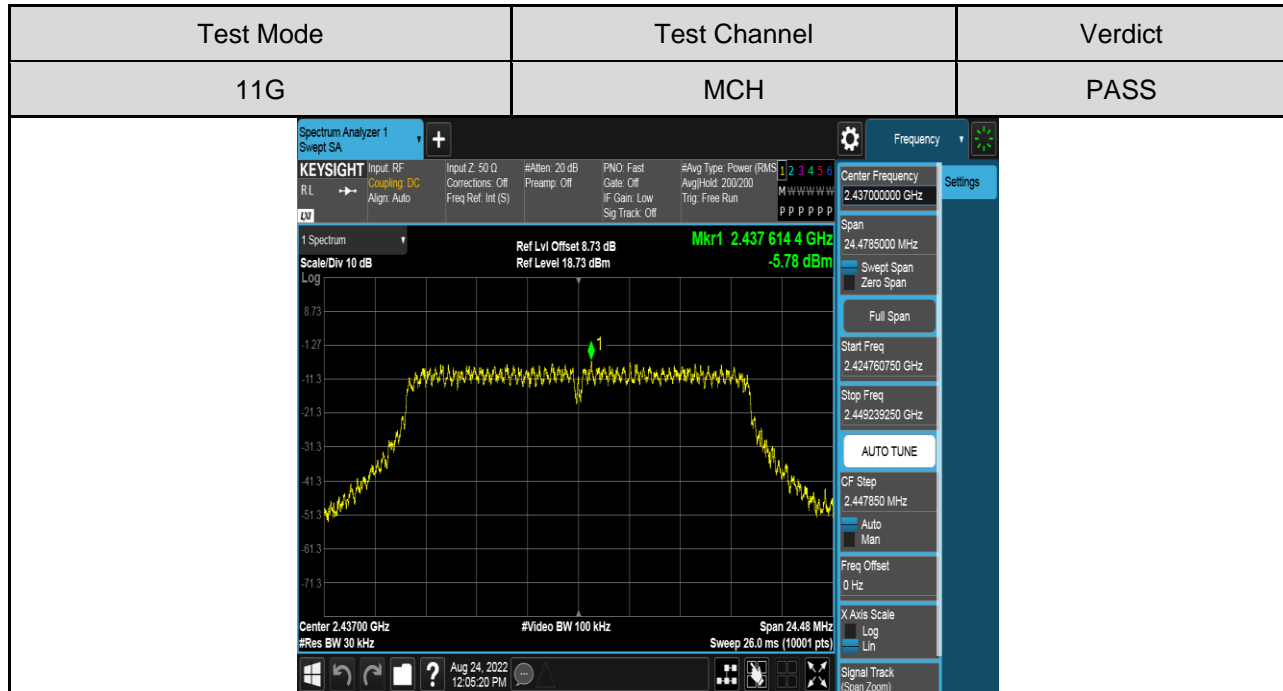 Test Mode Test Channel Verdict
11G MCH PASS
Spectrum Analyzer 1
Swept SA
+
Frequency
KEYSIGHT
RL
LXI
Input: RF
Coupling: DC
Align: Auto
Input Z: 50 Ω
Corrections: Off
Freq Ref: Int (S)
#Atten: 20 dB
Preamp: Off
PNO: Fast
Gate: Off
IF Gain: Low
Sig Track: Off
#Avg Type: Power (RMS
Avg|Hold: 200/200
Trig: Free Run
1 2 3 4 5 6
M W W W W W
P P P P P P
1 Spectrum
Scale/Div 10 dB
Log
Ref Lvl Offset 8.73 dB
Ref Level 18.73 dBm
Mkr1 2.437 614 4 GHz
-5.78 dBm
8.73
-1.27
-11.3
-21.3
-31.3
-41.3
-51.3
-61.3
-71.3
1
Center 2.43700 GHz
#Res BW 30 kHz
#Video BW 100 kHz
Span 24.48 MHz
Sweep 26.0 ms (10001 pts)
?
Aug 24, 2022
12:05:20 PM
Center Frequency
2.437000000 GHz
Settings
Span
24.4785000 MHz
Swept Span
Zero Span
Full Span
Start Freq
2.424760750 GHz
Stop Freq
2.449239250 GHz
AUTO TUNE
CF Step
2.447850 MHz
Auto
Man
Freq Offset
0 Hz
X Axis Scale
Log
Lin
Signal Track
(Span Zoom)